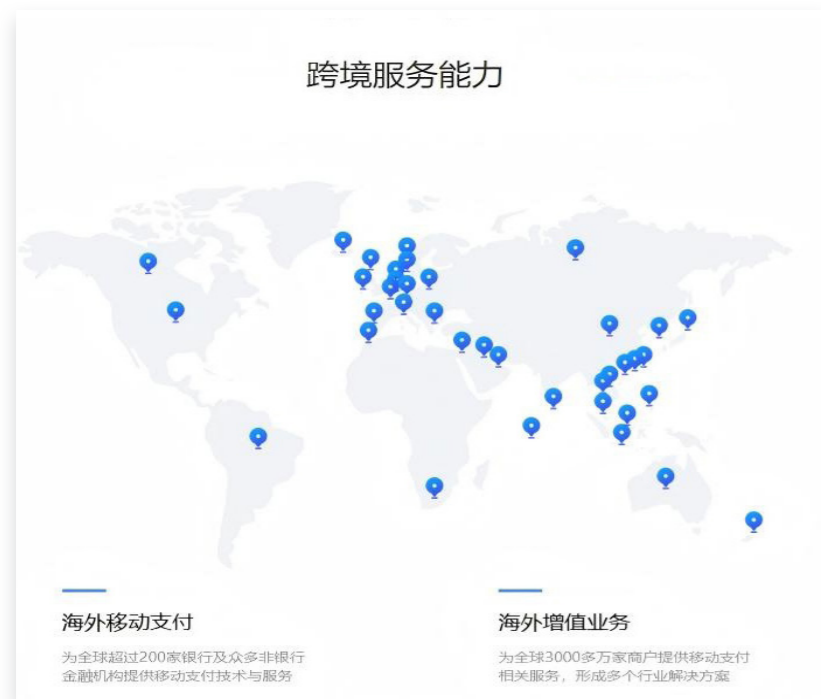 跨境服务能力
海外移动支付
为全球超过200家银行及众多非银行
金融机构提供移动支付技术与服务
海外增值业务
为全球3000多万家商户提供移动支付
相关服务，形成多个行业解决方案